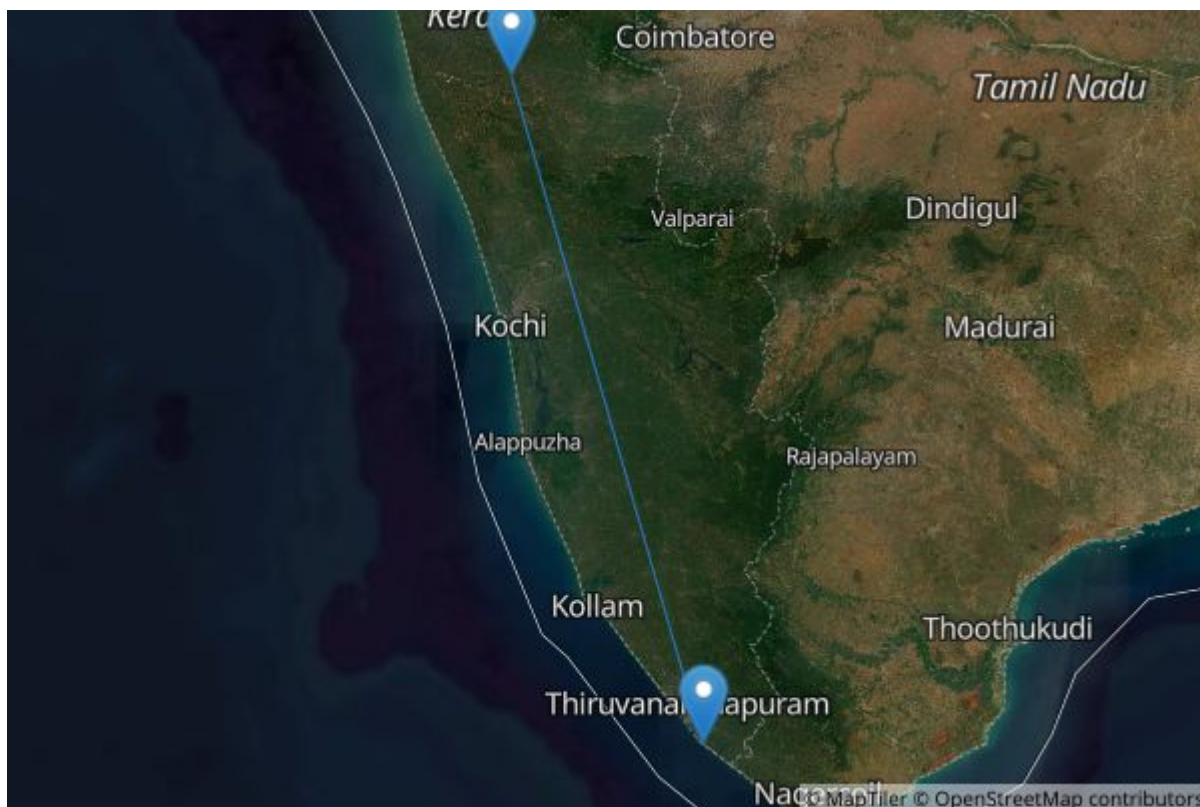 Coimbatore
Tamil Nadu
Valparai
Dindigul
Kochi
Madurai
Alappuzha
Rajapalayam
Kollam
Thoothukudi
© MapTiler © OpenStreetMap contributors